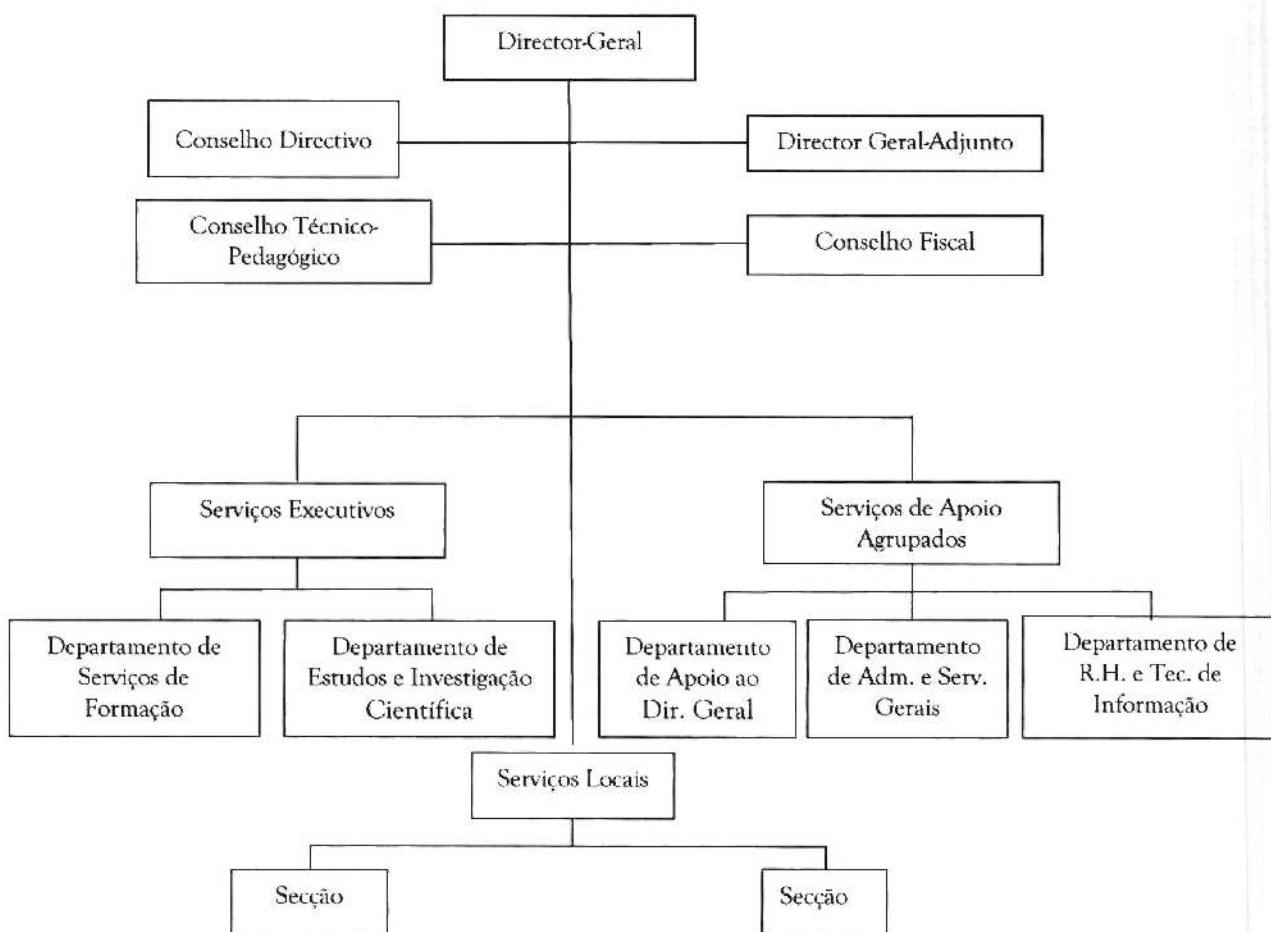 Director-Geral
Conselho Directivo
Director Geral-Adjunto
Conselho Técnico-
Pedagógico
Conselho Fiscal
Serviços Executivos
Serviços de Apoio
Agrupados
Departamento de
Serviços de
Formação
Departamento de
Estudos e Investigação
Científica
Departamento
de Apoio ao
Dir. Geral
Departamento
de Adm. e Serv.
Gerais
Departamento de
R.H. e Tec. de
Informação
Serviços Locais
Secção
Secção